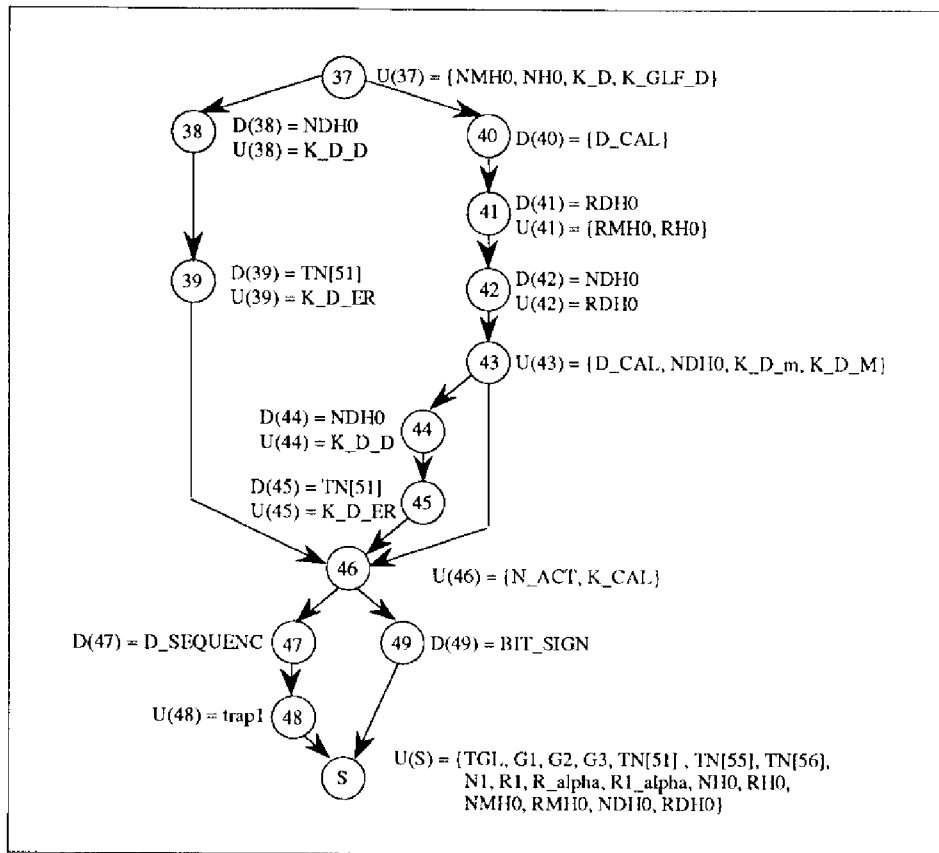 37 U(37) = {NMH0, NH0, K_D, K_GLF_D}
38 D(38) = NDH0
U(38) = K_D_D
40 D(40) = {D_CAL}
41 D(41) = RDH0
U(41) = {RMH0, RH0}
39 D(39) = TN[51]
U(39) = K_D_ER
42 D(42) = NDH0
U(42) = RDH0
43 U(43) = {D_CAL, NDH0, K_D_m, K_D_M}
D(44) = NDH0
U(44) = K_D_D 44
D(45) = TN[51]
U(45) = K_D_ER 45
46 U(46) = {N_ACT, K_CAL}
D(47) = D_SEQUENC 47
49 D(49) = BIT_SIGN
U(48) = trap1 48
S U(S) = {TGL, G1, G2, G3, TN[51] , TN[55], TN[56],
N1, R1, R_alpha, R1_alpha, NH0, RH0,
NMH0, RMH0, NDH0, RDH0}